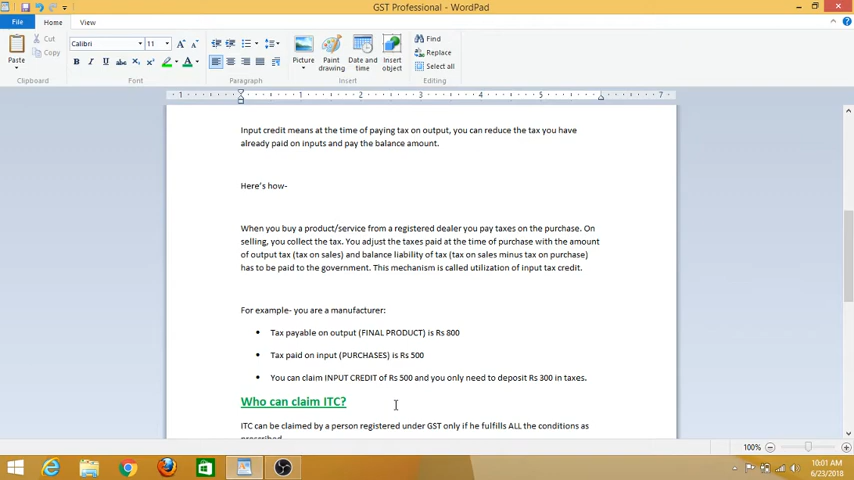 GST Professional - WordPad
File Home View
Cut
Copy
Paste
Clipboard
Calibri 11
Font
Paragraph
Picture
Paint drawing
Date and time
Insert object
Insert
Find
Replace
Select all
Editing
1 1 2 3 4 5 7
Input credit means at the time of paying tax on output, you can reduce the tax you have
already paid on inputs and pay the balance amount.
Here's how-
When you buy a product/service from a registered dealer you pay taxes on the purchase. On
selling, you collect the tax. You adjust the taxes paid at the time of purchase with the amount
of output tax (tax on sales) and balance liability of tax (tax on sales minus tax on purchase)
has to be paid to the government. This mechanism is called utilization of input tax credit.
For example- you are a manufacturer:
• Tax payable on output (FINAL PRODUCT) is Rs 800
• Tax paid on input (PURCHASES) is Rs 500
• You can claim INPUT CREDIT of Rs 500 and you only need to deposit Rs 300 in taxes.
Who can claim ITC?
ITC can be claimed by a person registered under GST only if he fulfills ALL the conditions as
prescribed.
100%
10:01 AM
6/23/2018